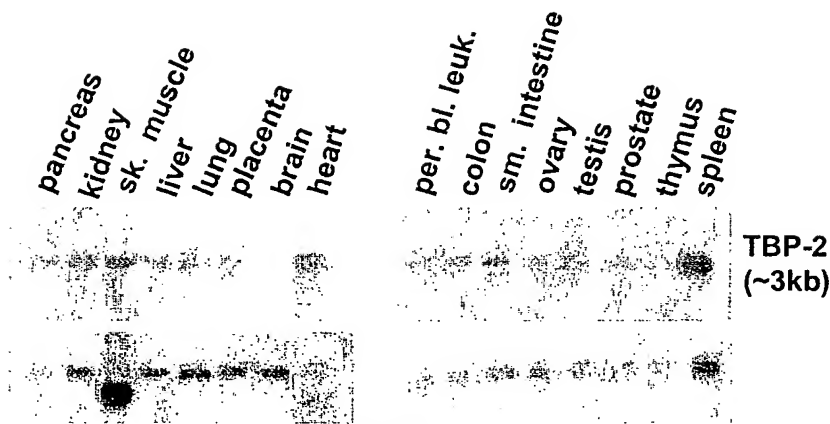 pancreas
kidney
sk. muscle
liver
lung
placenta
brain
heart
per. bl. leuk.
colon
sm. intestine
ovary
testis
prostate
thymus
spleen
TBP-2
(~3kb)